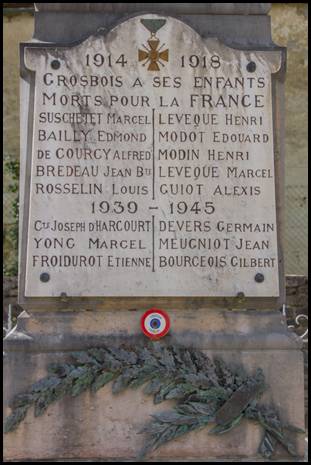 1914 1918
GROSBOIS A SES ENFANTS
MORTS POUR LA FRANCE
SUSCHETET MARCEL LEVEQUE HENRI
BAILLY EDMOND MODOT EDOUARD
DE COURCY ALFRED MODIN HENRI
BREDEAU JEAN Bte LEVEQUE MARCEL
ROSSELIN LOUIS GUIOT ALEXIS
1939-1945
Cte JOSEPH D'HARCOURT DEVERS GERMAIN
YONG MARCEL MEUGNIOT JEAN
FROIDUROT ETIENNE BOURGEOIS GILBERT